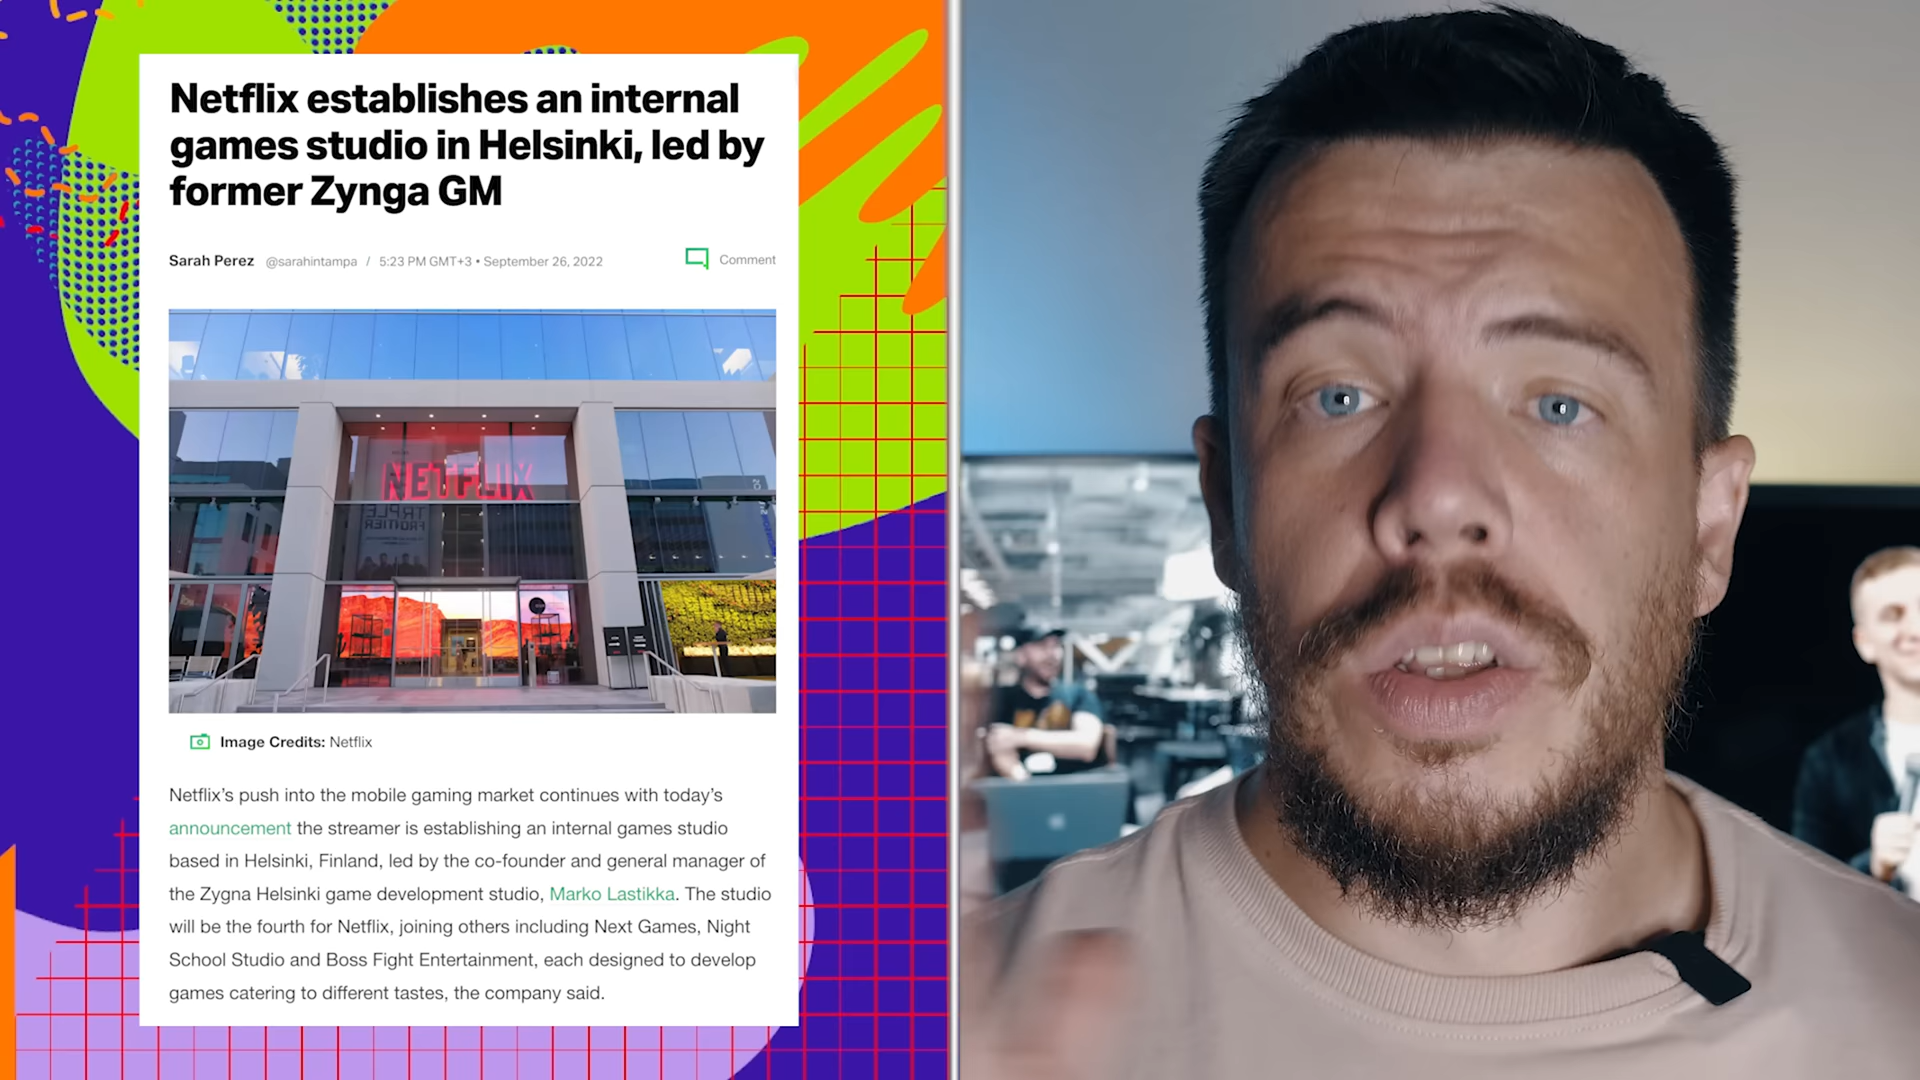 Netflix establishes an internal
games studio in Helsinki, led by
former Zynga GM
Sarah Perez @sarahintampa / 5:23 PM GMT+3 • September 26, 2022
Comment
NETFLIX
FRONTIER
Image Credits: Netflix
Netflix’s push into the mobile gaming market continues with today’s
announcement the streamer is establishing an internal games studio
based in Helsinki, Finland, led by the co-founder and general manager of
the Zygna Helsinki game development studio, Marko Lastikka. The studio
will be the fourth for Netflix, joining others including Next Games, Night
School Studio and Boss Fight Entertainment, each designed to develop
games catering to different tastes, the company said.